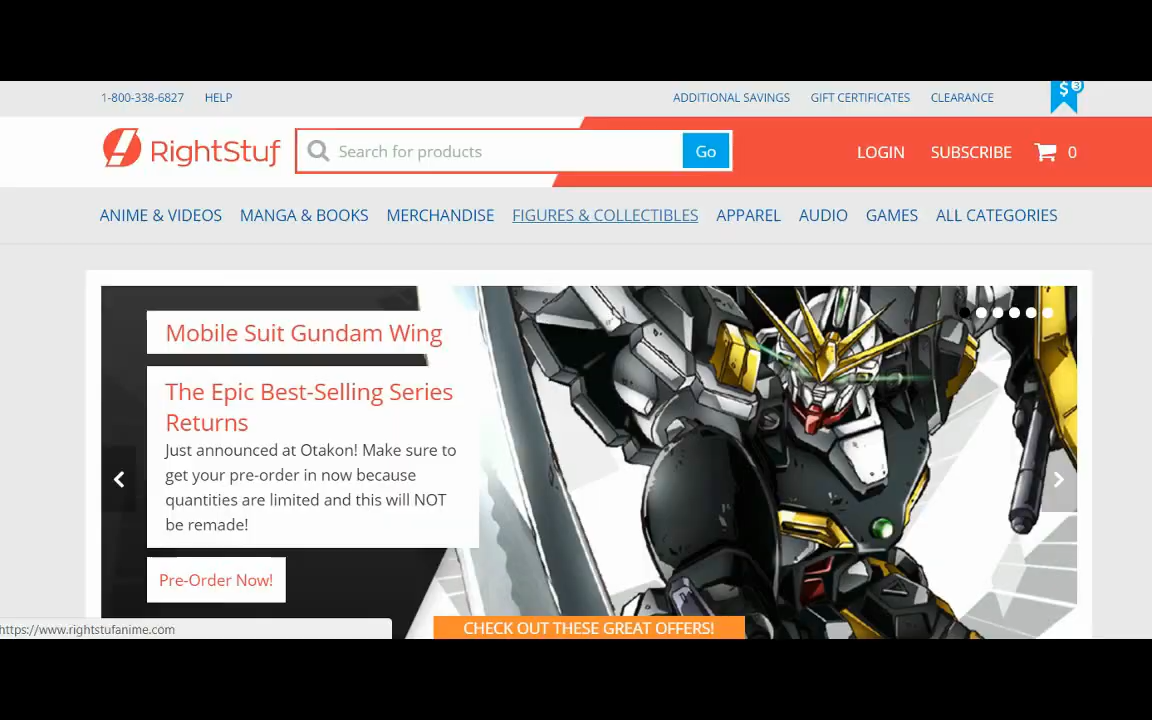 1-800-338-6827 HELP ADDITIONAL SAVINGS GIFT CERTIFICATES CLEARANCE $ 3
RightStuf Search for products Go LOGIN SUBSCRIBE 0
ANIME & VIDEOS MANGA & BOOKS MERCHANDISE FIGURES & COLLECTIBLES APPAREL AUDIO GAMES ALL CATEGORIES
Mobile Suit Gundam Wing
The Epic Best-Selling Series
Returns
Just announced at Otakon! Make sure to
get your pre-order in now because
quantities are limited and this will NOT
be remade!
Pre-Order Now!
https://www.rightstufanime.com
CHECK OUT THESE GREAT OFFERS!